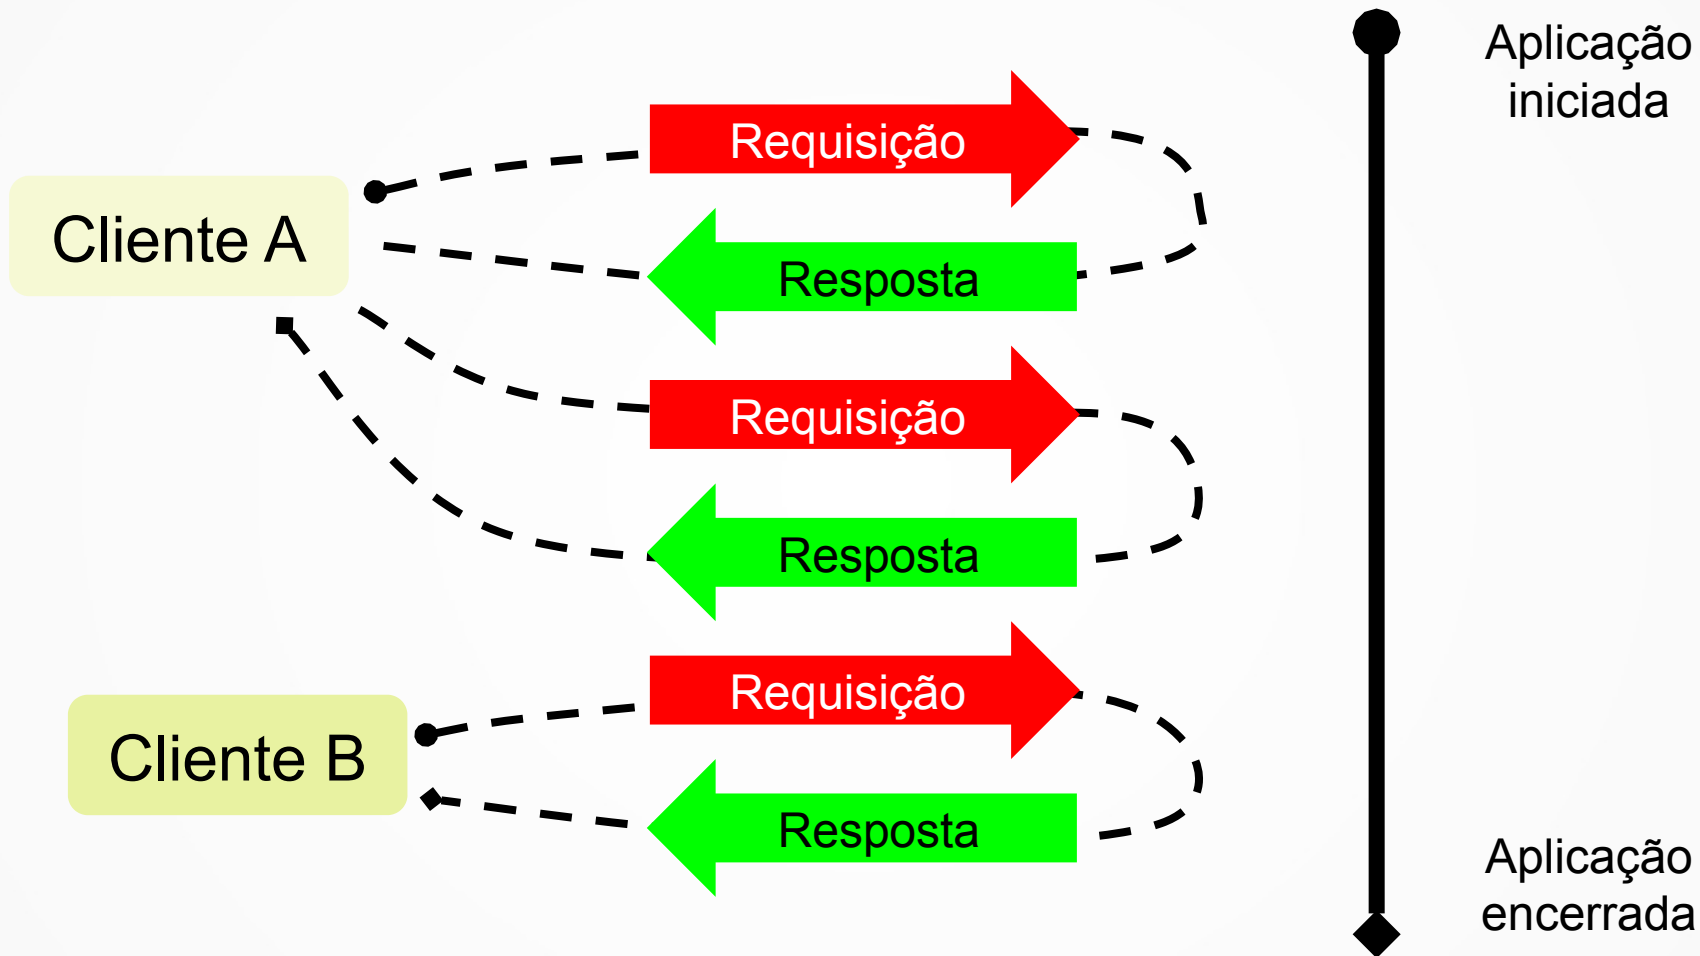 Aplicação
iniciada
Requisição
Cliente A
Resposta
Requisição
Resposta
Requisição
Cliente B
Resposta
Aplicação
encerrada